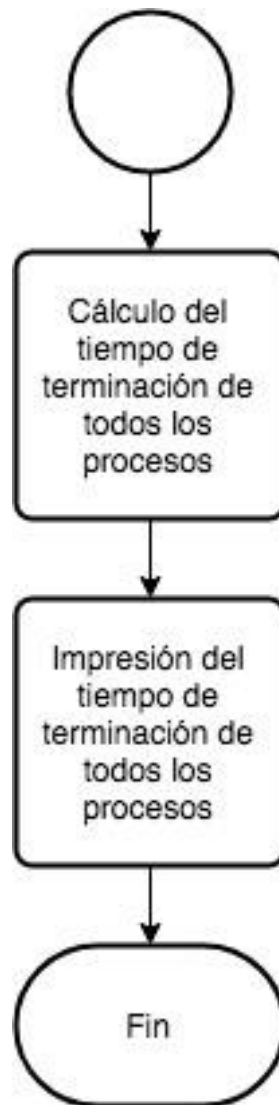 Cálculo del
tiempo de
terminación de
todos los
procesos
Impresión del
tiempo de
terminación de
todos los
procesos
Fin